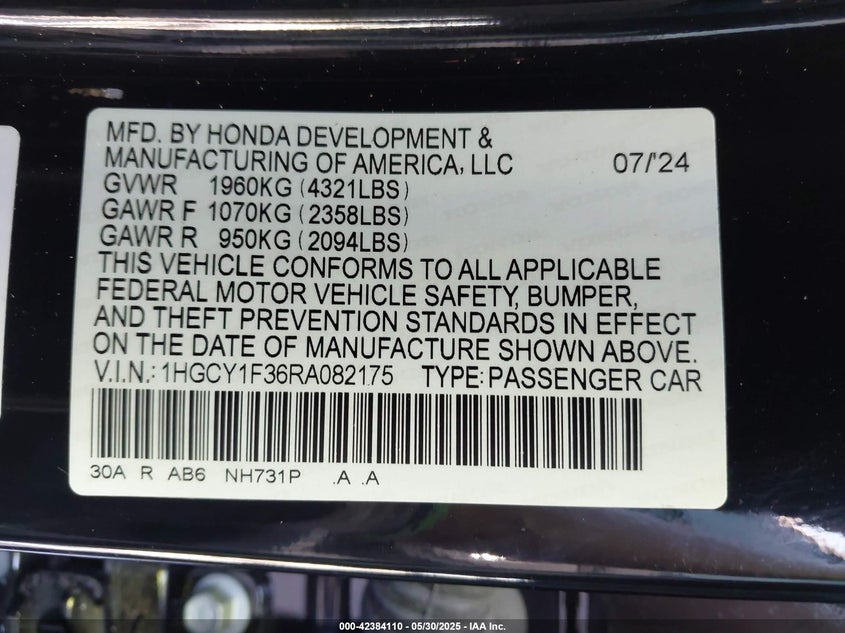 MFD. BY HONDA DEVELOPMENT &
MANUFACTURING OF AMERICA, LLC 07/'24
GVWR 1960KG (4321LBS)
GAWR F 1070KG (2358LBS)
GAWR R 950KG (2094LBS)
THIS VEHICLE CONFORMS TO ALL APPLICABLE
FEDERAL MOTOR VEHICLE SAFETY, BUMPER,
AND THEFT PREVENTION STANDARDS IN EFFECT
ON THE DATE OF MANUFACTURE SHOWN ABOVE.
V.I.N.: 1HGCY1F36RA082175 TYPE: PASSENGER CAR
30A R AB6 NH731P .A .A
000-42384110 - 05/30/2025 - IAA Inc.